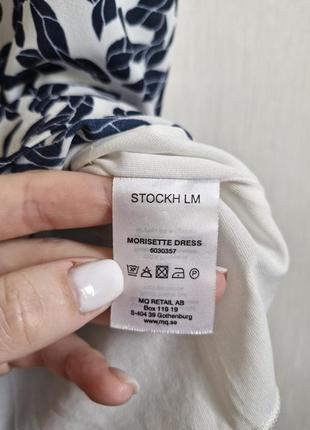 STOCKH LM
MORISETTE DRESS
6030357
MQ RETAIL AB
Box 119 19
S-404 39 Gothenburg
www.mq.se